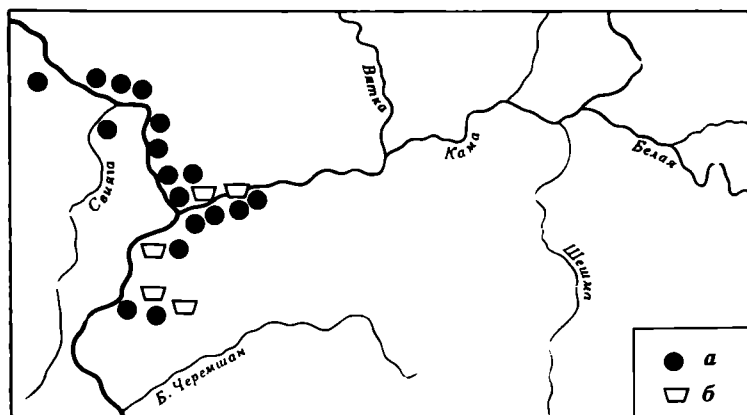 Вятка
Кама
Белая
Свияга
Шешма
Б. Черемшан
а
б